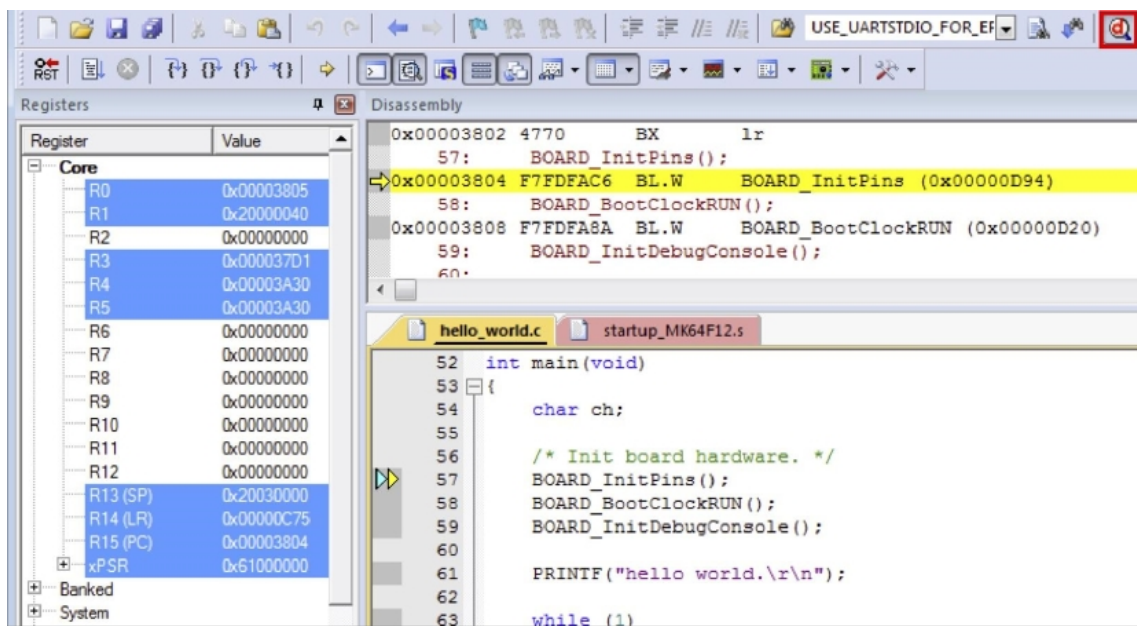 USE_UARTSTDIO_FOR_EF
RST
Registers
Register Value
Core
R0 0x00003805
R1 0x20000040
R2 0x00000000
R3 0x000037D1
R4 0x00003A30
R5 0x00003A30
R6 0x00000000
R7 0x00000000
R8 0x00000000
R9 0x00000000
R10 0x00000000
R11 0x00000000
R12 0x00000000
R13 (SP) 0x20030000
R14 (LR) 0x00000C75
R15 (PC) 0x00003804
xPSR 0x61000000
Banked
System
Disassembly
0x00003802 4770 BX lr
57: BOARD_InitPins();
0x00003804 F7FDFAC6 BL.W BOARD_InitPins (0x00000D94)
58: BOARD_BootClockRUN();
0x00003808 F7FDFA8A BL.W BOARD_BootClockRUN (0x00000D20)
59: BOARD_InitDebugConsole();
60:
hello_world.c startup_MK64F12.s
52 int main(void)
53 {
54 char ch;
55
56 /* Init board hardware. */
57 BOARD_InitPins();
58 BOARD_BootClockRUN();
59 BOARD_InitDebugConsole();
60
61 PRINTF("hello world.\r\n");
62
63 while (1)